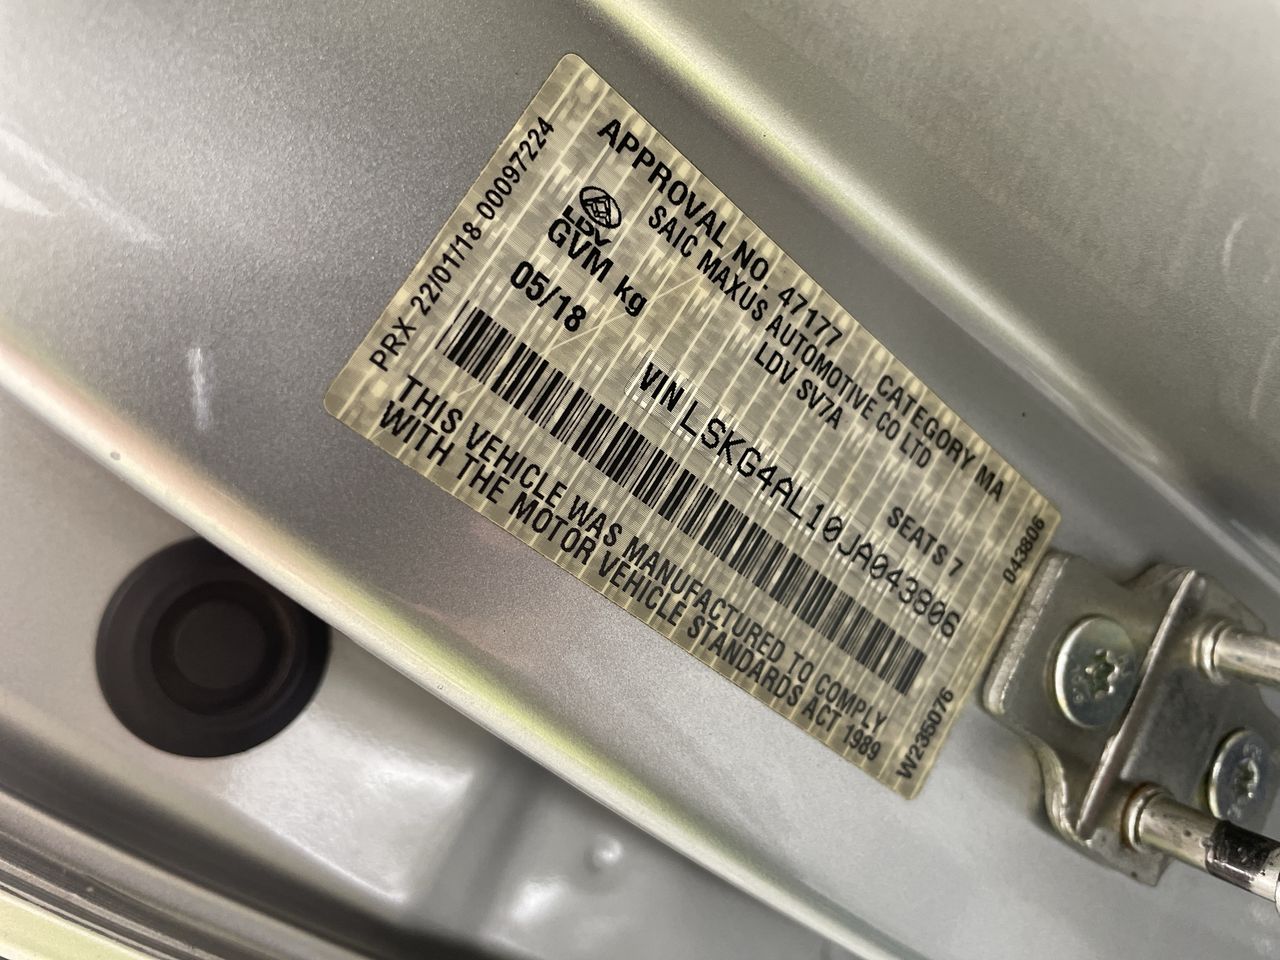 APPROVAL NO. 47177 CATEGORY MA
SAIC MAXUS AUTOMOTIVE CO LTD
LDV
LDV SV7A
GVM kg
SEATS 7
05/18
VIN LSKG4AL10JA043806
THIS VEHICLE WAS MANUFACTURED TO COMPLY
WITH THE MOTOR VEHICLE STANDARDS ACT 1989
PRX 22/01/18-00097224
043806
W235076